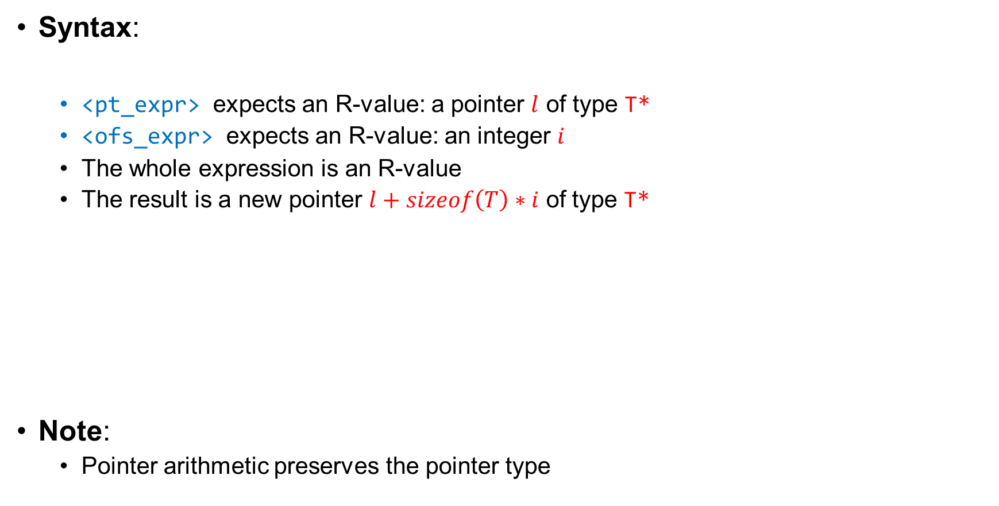 • Syntax:
• <pt_expr> expects an R-value: a pointer l of type T*
• <ofs_expr> expects an R-value: an integer i
• The whole expression is an R-value
• The result is a new pointer l + sizeof(T) ∗ i of type T*
• Note:
• Pointer arithmetic preserves the pointer type